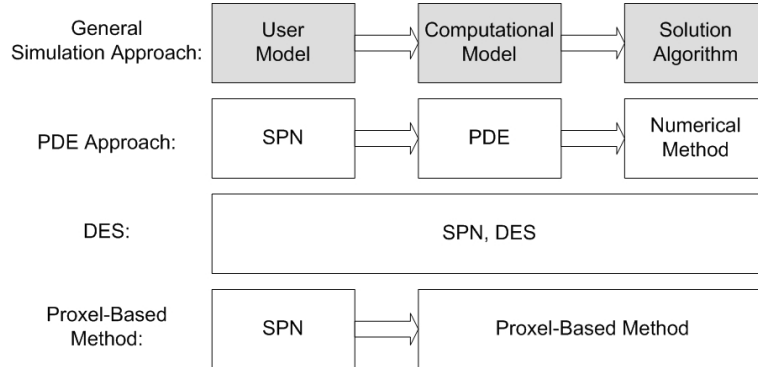 General
Simulation Approach:
User
Model
Computational
Model
Solution
Algorithm
PDE Approach:
SPN
PDE
Numerical
Method
DES:
SPN, DES
Proxel-Based
Method:
SPN
Proxel-Based Method